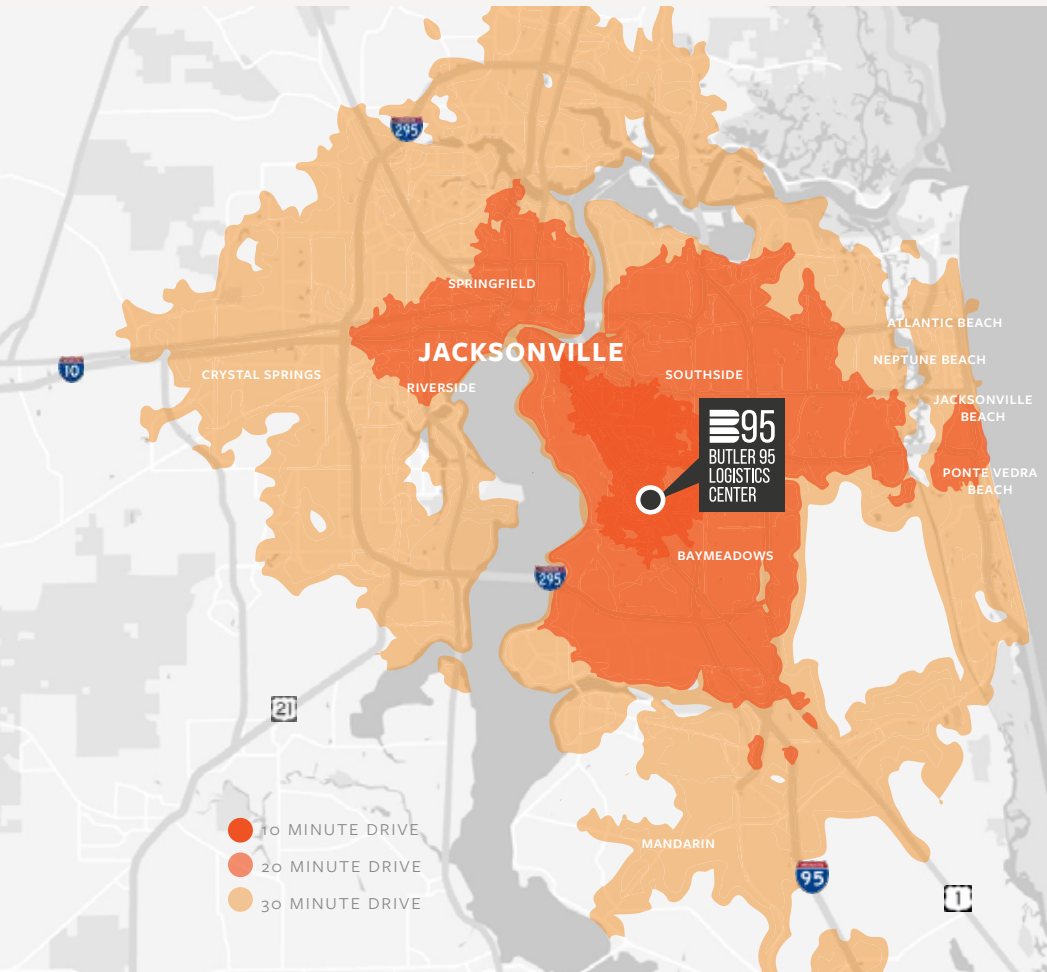 295
SPRINGFIELD
ATLANTIC BEACH
JACKSONVILLE
NEPTUNE BEACH
10
CRYSTAL SPRINGS
RIVERSIDE
SOUTHSIDE
JACKSONVILLE
BEACH
95
BUTLER 95
LOGISTICS
CENTER
PONTE VEDRA
BEACH
BAYMEADOWS
295
21
10 MINUTE DRIVE
20 MINUTE DRIVE
30 MINUTE DRIVE
MANDARIN
95
1